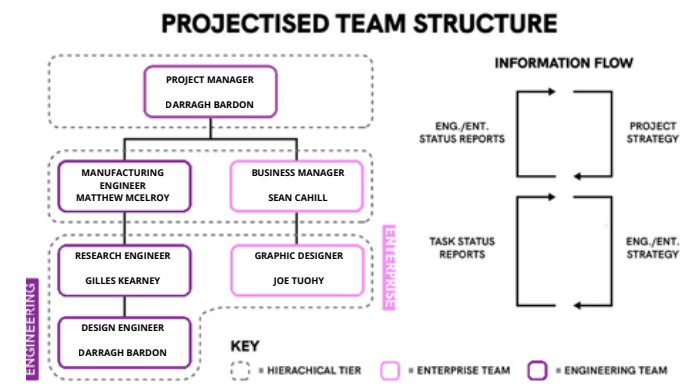 PROJECTISED TEAM STRUCTURE
PROJECT MANAGER
DARRAGH BARDON
MANUFACTURING
ENGINEER
MATTHEW MCELROY
BUSINESS MANAGER
SEAN CAHILL
RESEARCH ENGINEER
GILLES KEARNEY
GRAPHIC DESIGNER
JOE TUOHY
DESIGN ENGINEER
DARRAGH BARDON
ENGINEERING
ENTERPRISE
INFORMATION FLOW
ENG./ENT.
STATUS REPORTS
PROJECT
STRATEGY
TASK STATUS
REPORTS
ENG./ENT.
STRATEGY
KEY
= HIERACHICAL TIER
= ENTERPRISE TEAM
= ENGINEERING TEAM